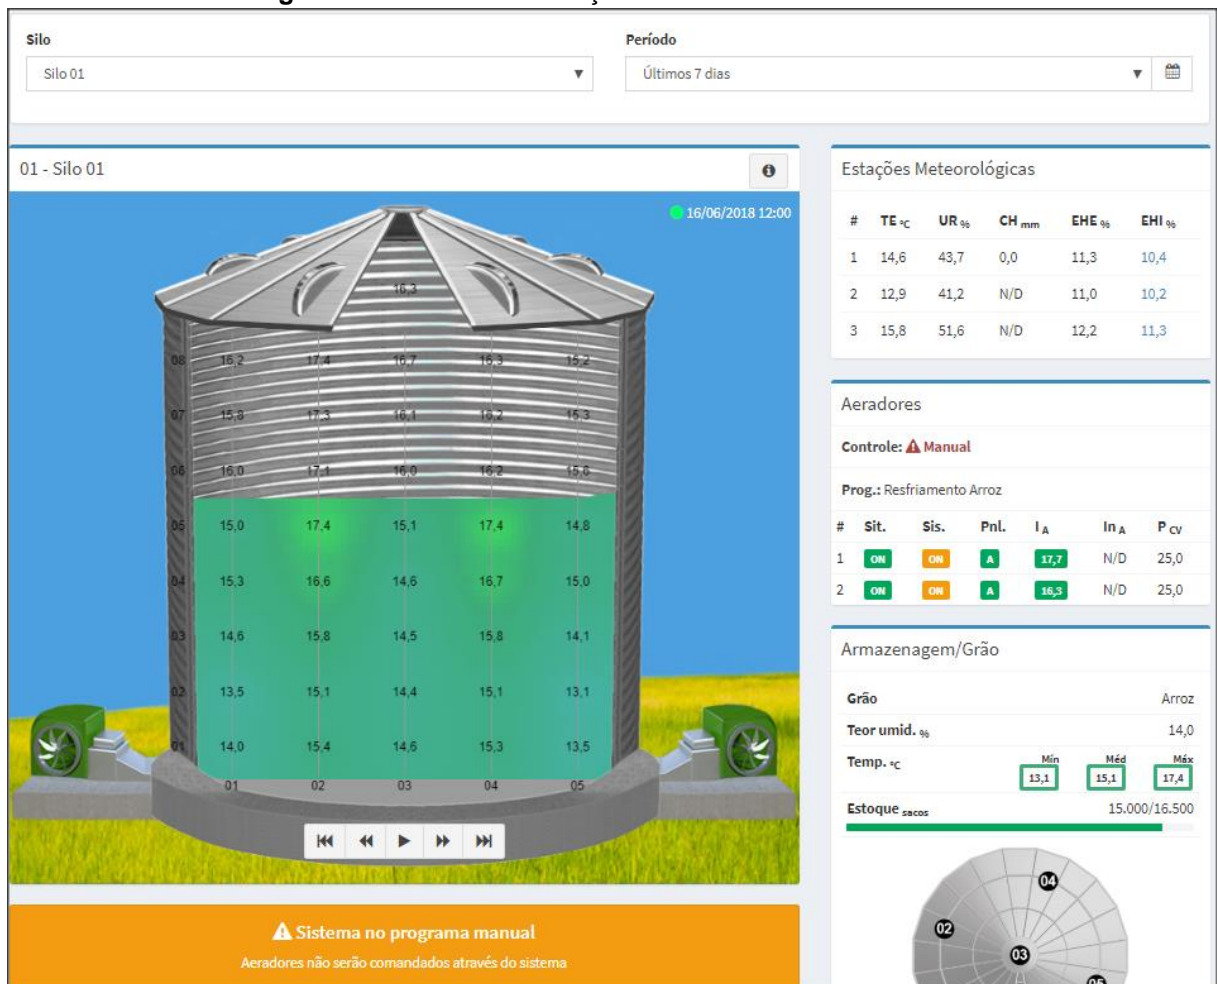 Silo
Período
Silo 01
Últimos 7 dias
01 - Silo 01
16/06/2018 12:00
16,3
08 16,2 17,4 16,7 16,3 15,2
07 15,8 17,3 16,1 16,2 15,3
06 16,0 17,1 16,0 16,2 15,6
05 15,0 17,4 15,1 17,4 14,8
04 15,3 16,6 14,6 16,7 15,0
03 14,6 15,8 14,5 15,8 14,1
02 13,5 15,1 14,4 15,1 13,1
01 14,0 15,4 14,6 15,3 13,5
01 02 03 04 05
Sistema no programa manual
Aeradores não serão comandados através do sistema
Estações Meteorológicas
# TE °C UR % CH mm EHE % EHI %
1 14,6 43,7 0,0 11,3 10,4
2 12,9 41,2 N/D 11,0 10,2
3 15,8 51,6 N/D 12,2 11,3
Aeradores
Controle: Manual
Prog.: Resfriamento Arroz
# Sit. Sis. Pnl. I A In A P CV
1 ON ON A 17,7 N/D 25,0
2 ON ON A 16,3 N/D 25,0
Armazenagem/Grão
Grão Arroz
Teor umid. % 14,0
Temp. °C Mín Méd Máx
13,1 15,1 17,4
Estoque sacos 15.000/16.500
04
02
03
05